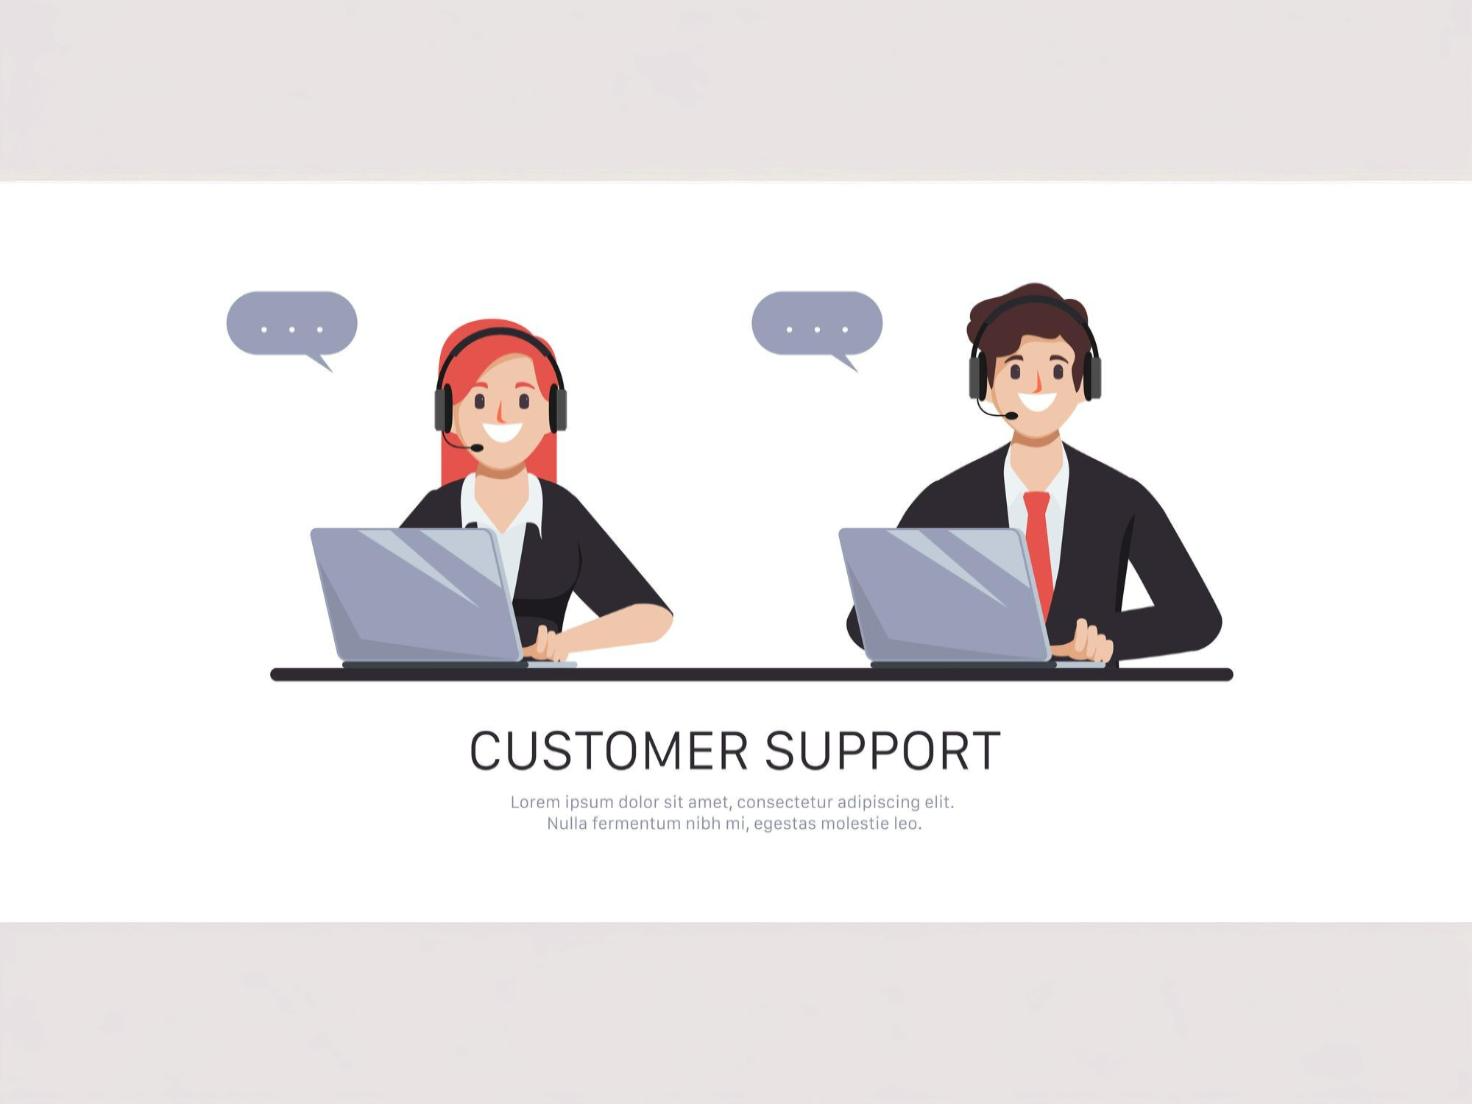 CUSTOMER SUPPORT
Lorem ipsum dolor sit amet, consectetur adipiscing elit.
Nulla fermentum nibh mi, egestas molestie leo.